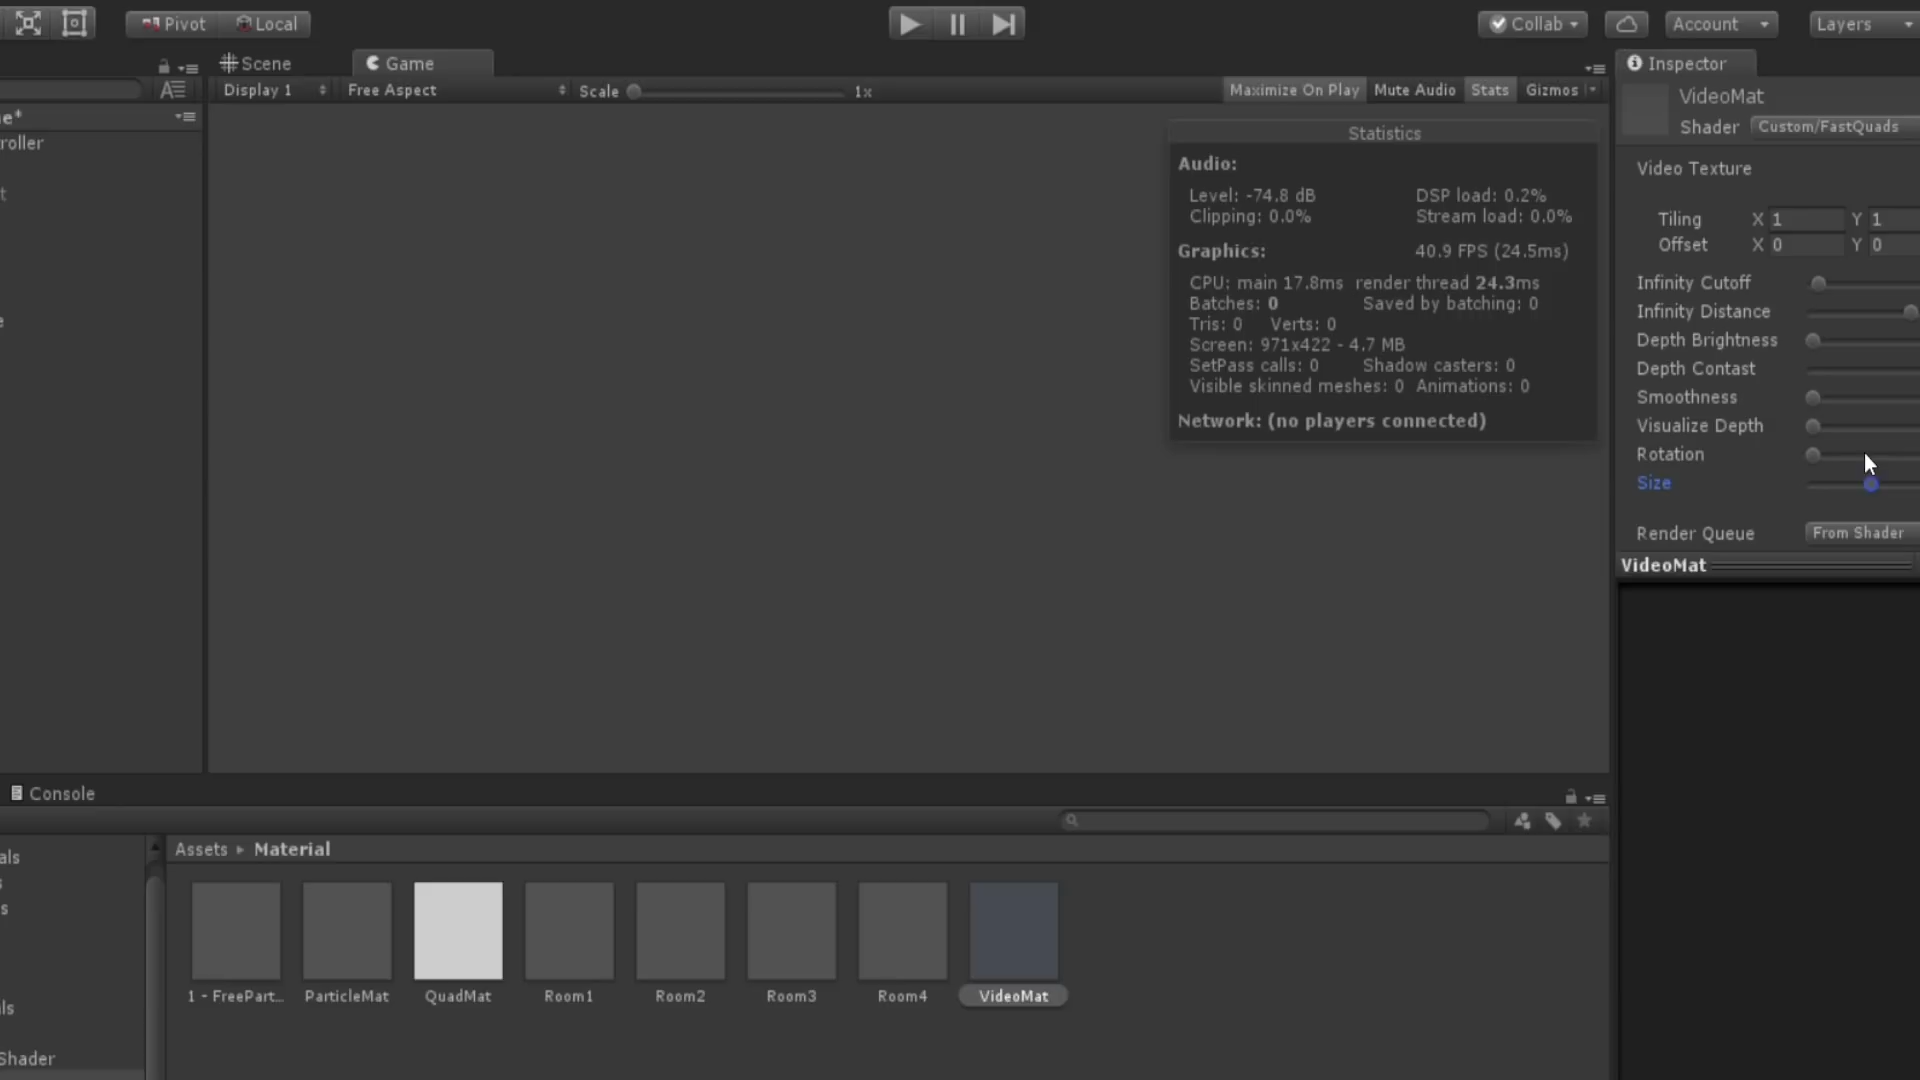 Pivot Local Collab Account Layers
Scene Game Inspector
Display 1 Free Aspect Scale 1x Maximize On Play Mute Audio Stats Gizmos
VideoMat
e*
Shader Custom/FastQuads
roller
Statistics
Audio:
Level: -74.8 dB DSP load: 0.2%
Clipping: 0.0% Stream load: 0.0%
Graphics: 40.9 FPS (24.5ms)
CPU: main 17.8ms render thread 24.3ms
Batches: 0 Saved by batching: 0
Tris: 0 Verts: 0
Screen: 971x422 - 4.7 MB
SetPass calls: 0 Shadow casters: 0
Visible skinned meshes: 0 Animations: 0
Network: (no players connected)
t
e
Video Texture
Tiling X 1 Y 1
Offset X 0 Y 0
Infinity Cutoff
Infinity Distance
Depth Brightness
Depth Contast
Smoothness
Visualize Depth
Rotation
Size
Render Queue From Shader
VideoMat
Console
Assets ▸ Material
als
s
s
ls
Shader
1 - FreePart... ParticleMat QuadMat Room1 Room2 Room3 Room4 VideoMat